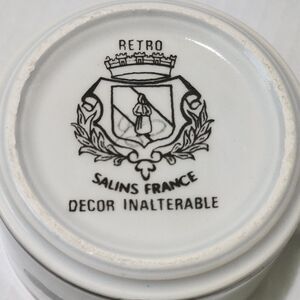 RETRO
SALINS FRANCE
DECOR INALTERABLE